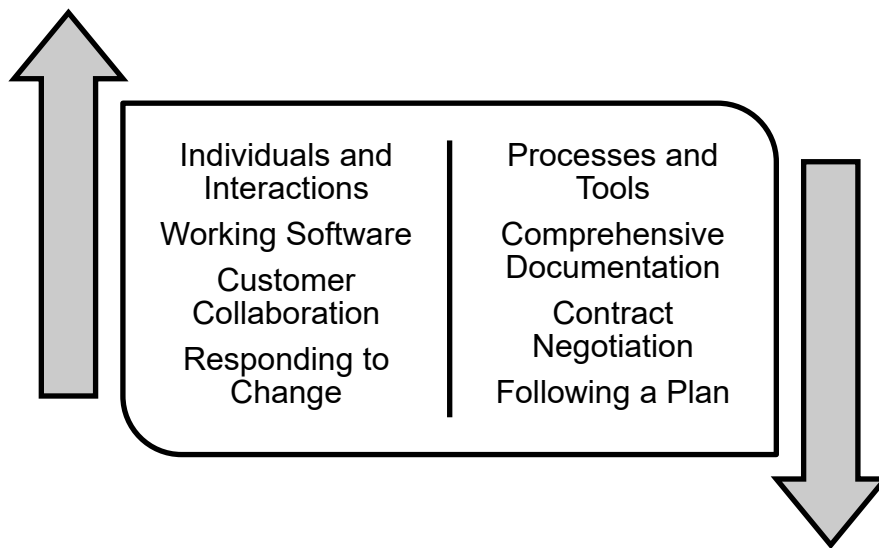 Individuals and
Interactions
Working Software
Customer
Collaboration
Responding to
Change
Processes and
Tools
Comprehensive
Documentation
Contract
Negotiation
Following a Plan